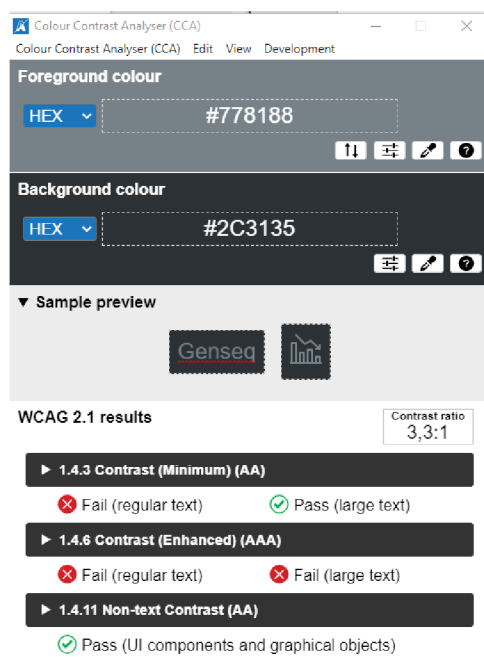 Colour Contrast Analyser (CCA)
Colour Contrast Analyser (CCA) Edit View Development
Foreground colour
HEX #778188
Background colour
HEX #2C3135
▼ Sample preview
Genseq
WCAG 2.1 results
Contrast ratio
3,3:1
▶ 1.4.3 Contrast (Minimum) (AA)
Fail (regular text) Pass (large text)
▶ 1.4.6 Contrast (Enhanced) (AAA)
Fail (regular text) Fail (large text)
▶ 1.4.11 Non-text Contrast (AA)
Pass (UI components and graphical objects)